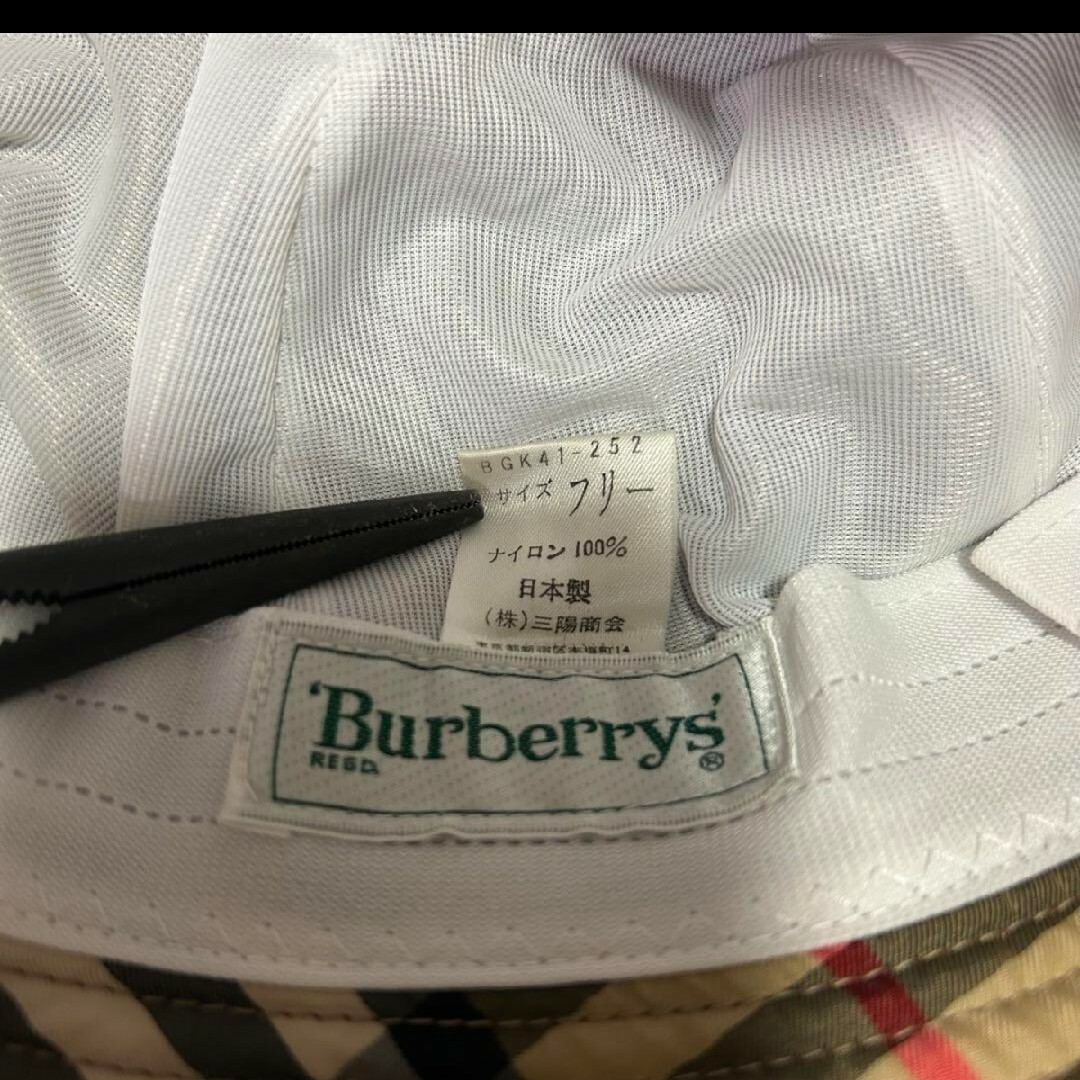 BGK41-252
サイズ フリー
ナイロン 100%
日本製
(株)三陽商会
'Burberrys'
REGD. ®